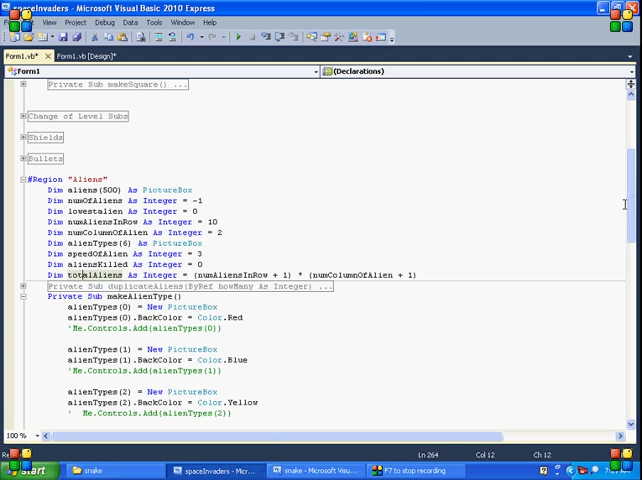 spaceInvaders - Microsoft Visual Basic 2010 Express
View Project Debug Data Tools Window Help
Form1.vb* Form1.vb [Design]*
Form1 (Declarations)
Private Sub makeSquare() ...
Change of Level Subs
Shields
Bullets
#Region "Aliens"
Dim aliens(500) As PictureBox
Dim numOfAliens As Integer = -1
Dim lowestalien As Integer = 0
Dim numAliensInRow As Integer = 10
Dim numColumnOfAlien As Integer = 2
Dim alienTypes(6) As PictureBox
Dim speedOfAlien As Integer = 3
Dim aliensKilled As Integer = 0
Dim totalAliens As Integer = (numAliensInRow + 1) * (numColumnOfAlien + 1)
Private Sub duplicateAliens(ByRef howMany As Integer) ...
Private Sub makeAlienType()
alienTypes(0) = New PictureBox
alienTypes(0).BackColor = Color.Red
'Me.Controls.Add(alienTypes(0))
alienTypes(1) = New PictureBox
alienTypes(1).BackColor = Color.Blue
'Me.Controls.Add(alienTypes(1))
alienTypes(2) = New PictureBox
alienTypes(2).BackColor = Color.Yellow
' Me.Controls.Add(alienTypes(2))
100 %
Ln 264 Col 12 Ch 12
start snake spaceInvaders - Micr... snake - Microsoft Visu... F7 to stop recording